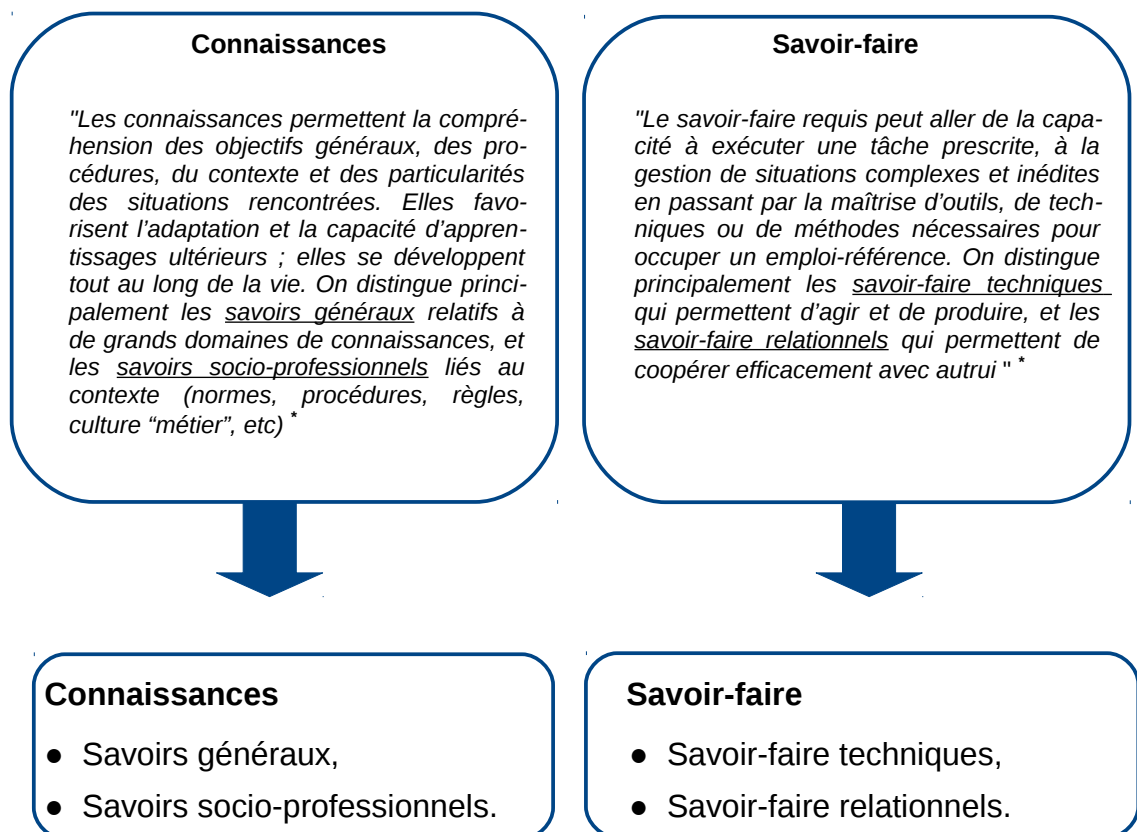 Connaissances
"Les connaissances permettent la compré-
hension des objectifs généraux, des pro-
cédures, du contexte et des particularités
des situations rencontrées. Elles favo-
risent l’adaptation et la capacité d’appren-
tissages ultérieurs ; elles se développent
tout au long de la vie. On distingue princi-
palement les savoirs généraux relatifs à
de grands domaines de connaissances, et
les savoirs socio-professionnels liés au
contexte (normes, procédures, règles,
culture “métier”, etc) *
Savoir-faire
"Le savoir-faire requis peut aller de la capa-
cité à exécuter une tâche prescrite, à la
gestion de situations complexes et inédites
en passant par la maîtrise d’outils, de tech-
niques ou de méthodes nécessaires pour
occuper un emploi-référence. On distingue
principalement les savoir-faire techniques
qui permettent d’agir et de produire, et les
savoir-faire relationnels qui permettent de
coopérer efficacement avec autrui " *
Connaissances
● Savoirs généraux,
● Savoirs socio-professionnels.
Savoir-faire
● Savoir-faire techniques,
● Savoir-faire relationnels.